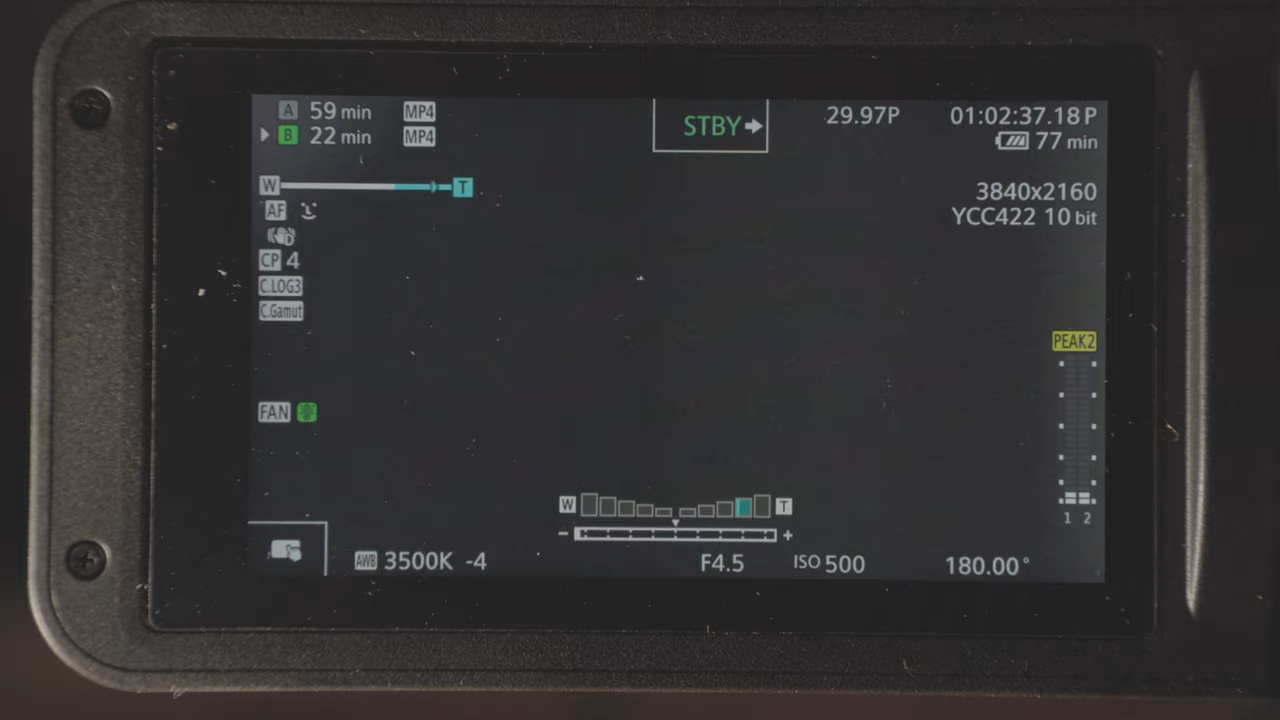 A 59 min MP4
B 22 min MP4
STBY
29.97P
01:02:37.18P
77 min
3840x2160
YCC422 10 bit
W T
AF
D
CP 4
C.LOG3
C.Gamut
PEAK2
FAN
W T
- +
1 2
AWB 3500K -4
F4.5
ISO 500
180.00°